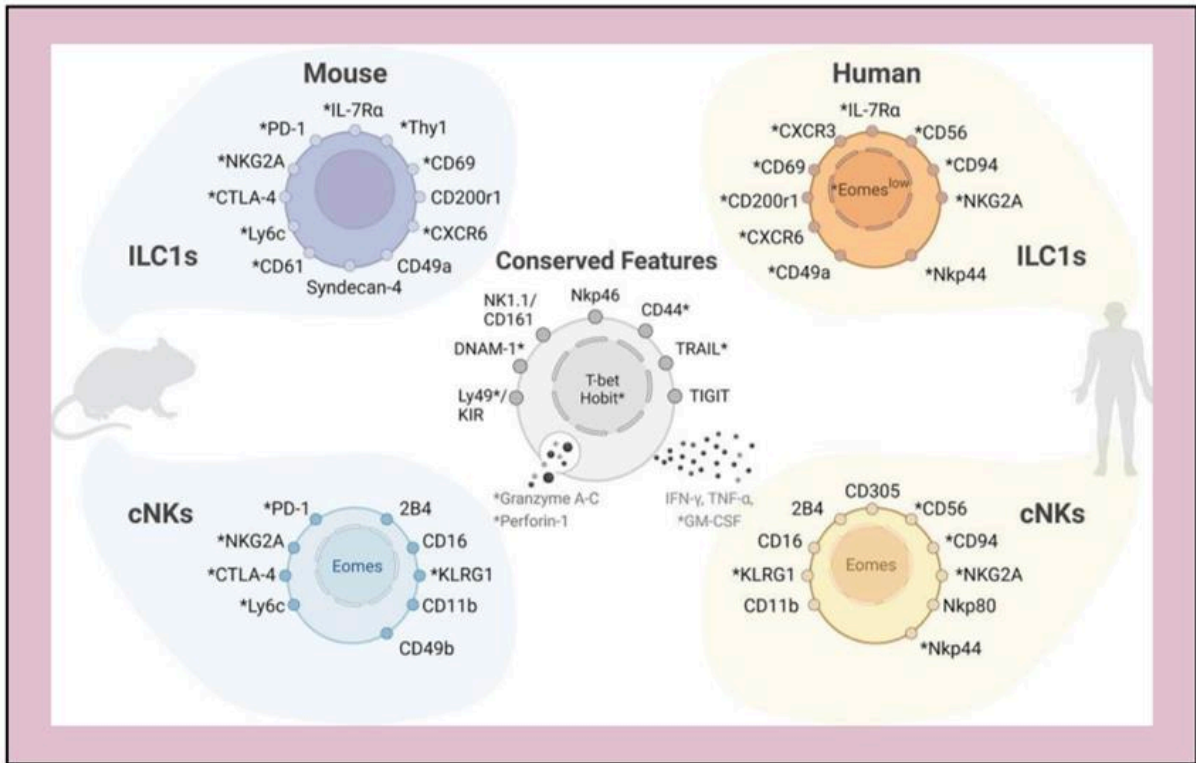 Mouse
*IL-7Rα
*PD-1
*Thy1
*NKG2A
*CD69
*CTLA-4
CD200r1
*Ly6c
*CXCR6
*CD61
CD49a
Syndecan-4
ILC1s
Human
*IL-7Rα
*CXCR3
*CD56
*CD69
*CD94
*Eomeslow
*CD200r1
*NKG2A
*CXCR6
*CD49a
*Nkp44
ILC1s
Conserved Features
Nkp46
NK1.1/
CD161
CD44*
DNAM-1*
TRAIL*
T-bet
Hobit*
Ly49*/
KIR
TIGIT
*Granzyme A-C
*Perforin-1
IFN-γ, TNF-α,
*GM-CSF
cNKs
*PD-1
2B4
*NKG2A
CD16
Eomes
*CTLA-4
*KLRG1
*Ly6c
CD11b
CD49b
CD305
2B4
*CD56
cNKs
CD16
*CD94
Eomes
*KLRG1
*NKG2A
CD11b
Nkp80
*Nkp44